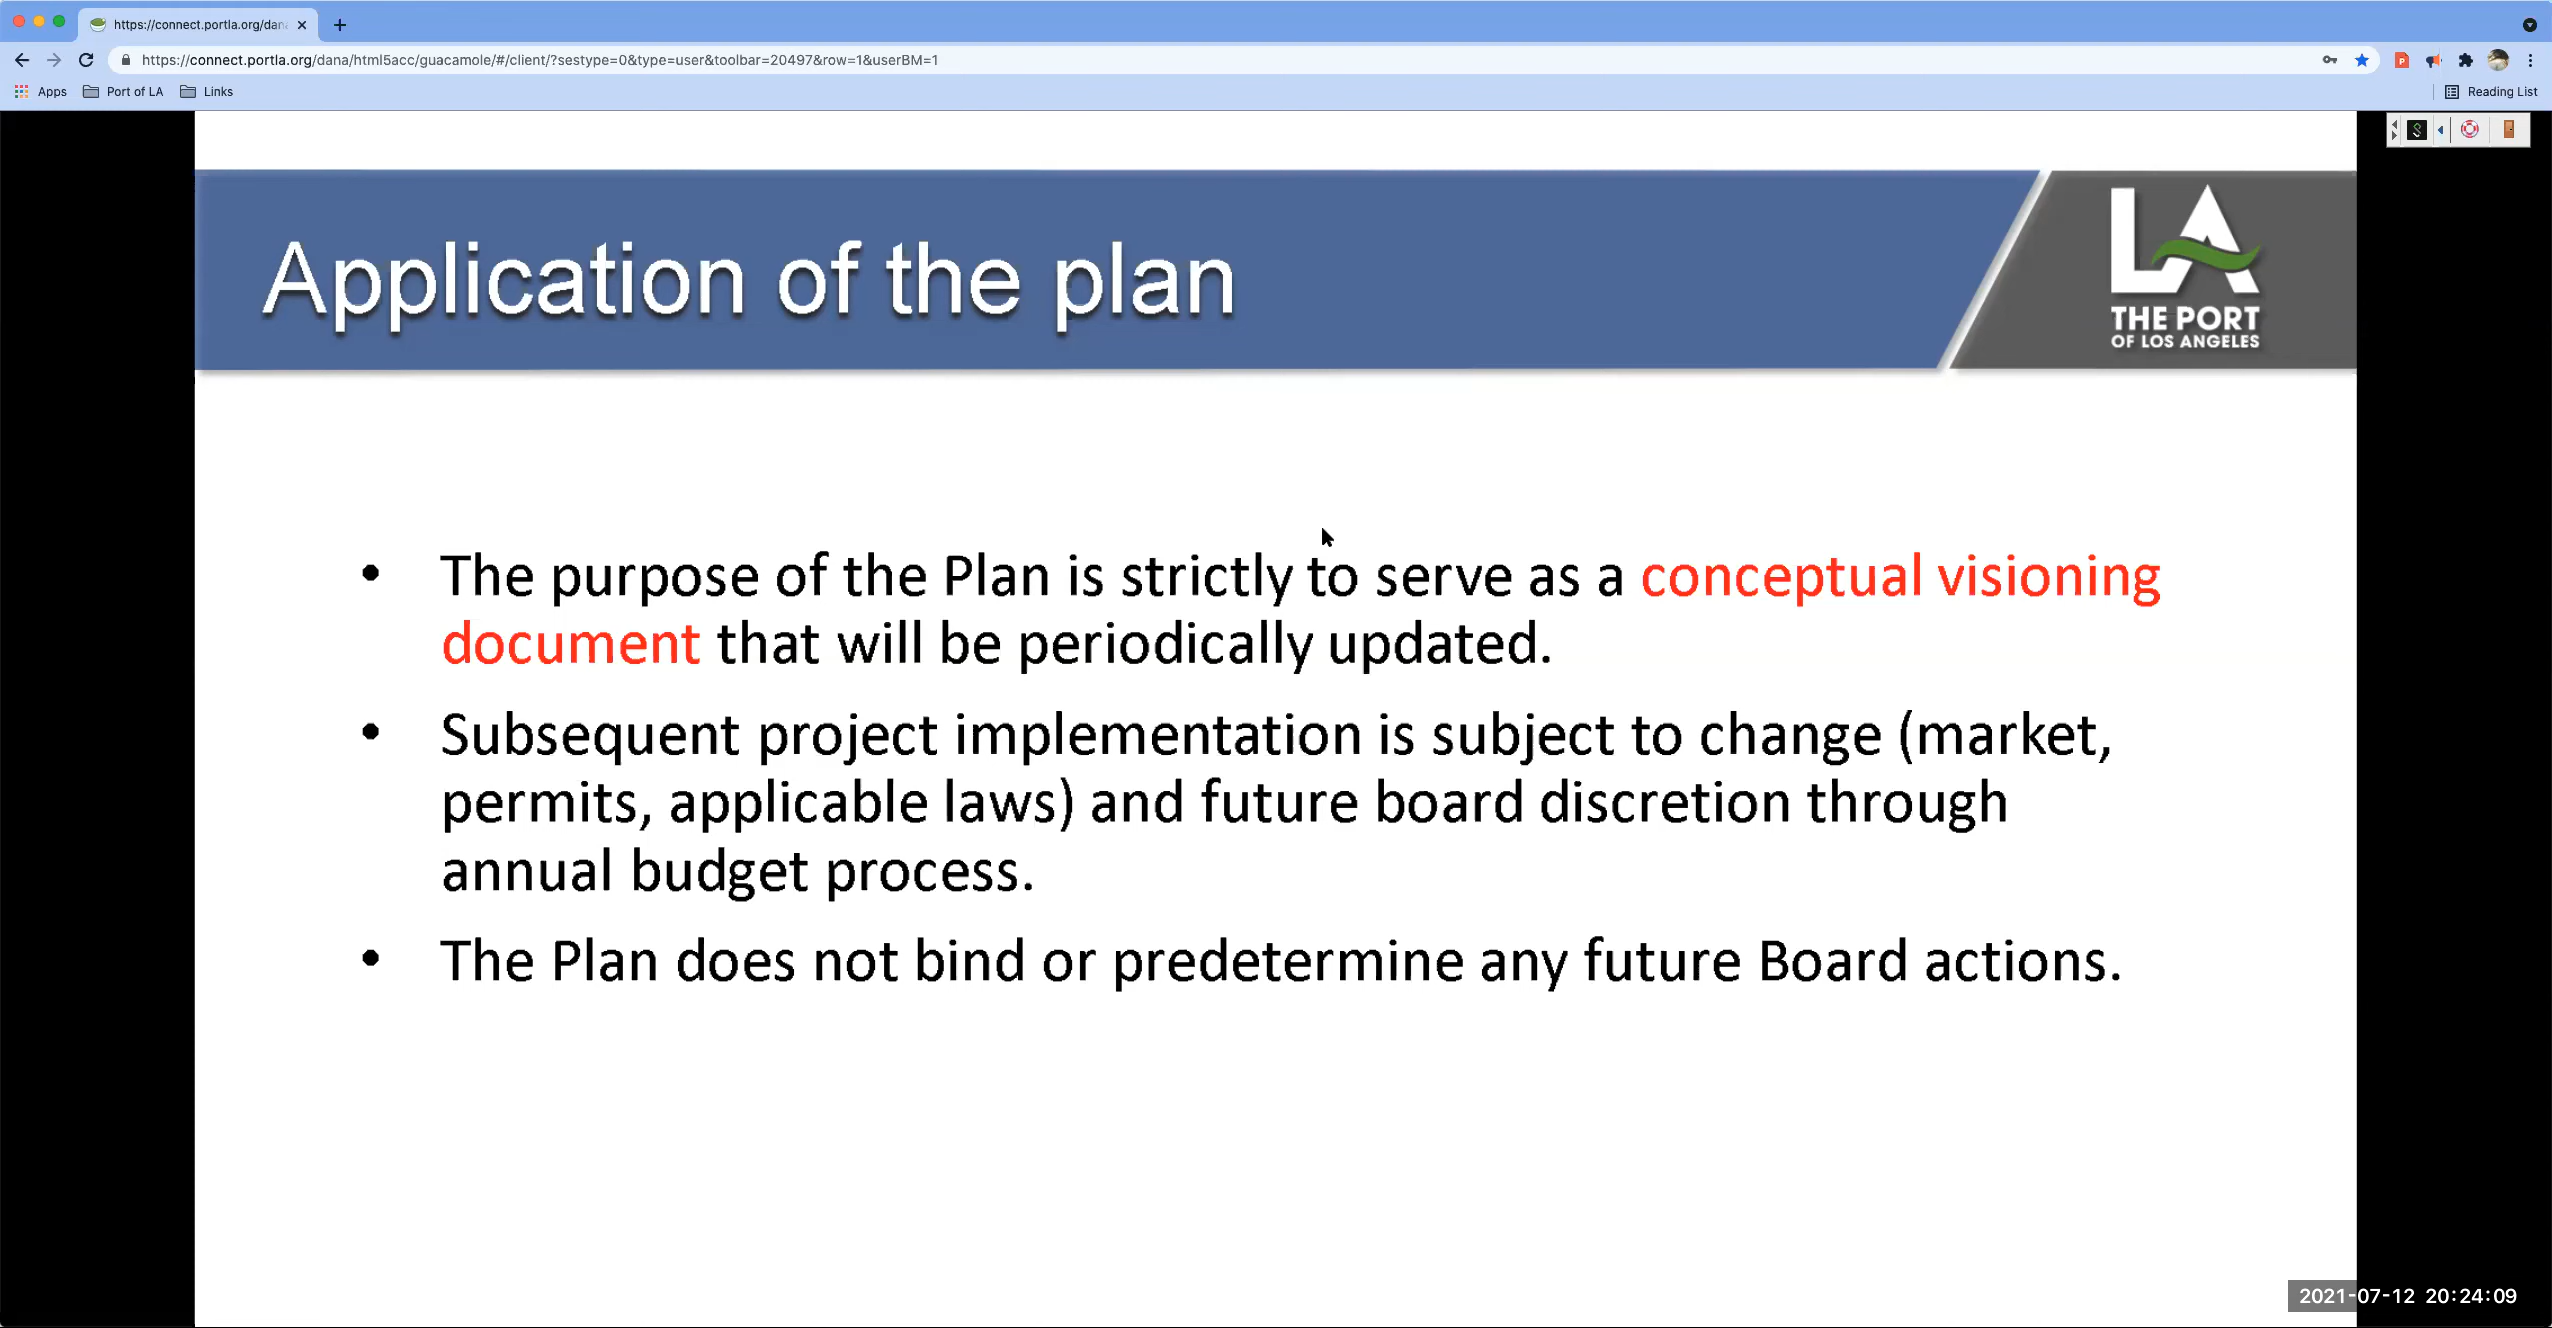 https://connect.portla.org/dana
https://connect.portla.org/dana/html5acc/guacamole/#/client/?sestype=0&type=user&toolbar=20497&row=1&userBM=1
Apps Port of LA Links Reading List
Application of the plan
LA
THE PORT
OF LOS ANGELES
• The purpose of the Plan is strictly to serve as a conceptual visioning
document that will be periodically updated.
• Subsequent project implementation is subject to change (market,
permits, applicable laws) and future board discretion through
annual budget process.
• The Plan does not bind or predetermine any future Board actions.
2021-07-12 20:24:09